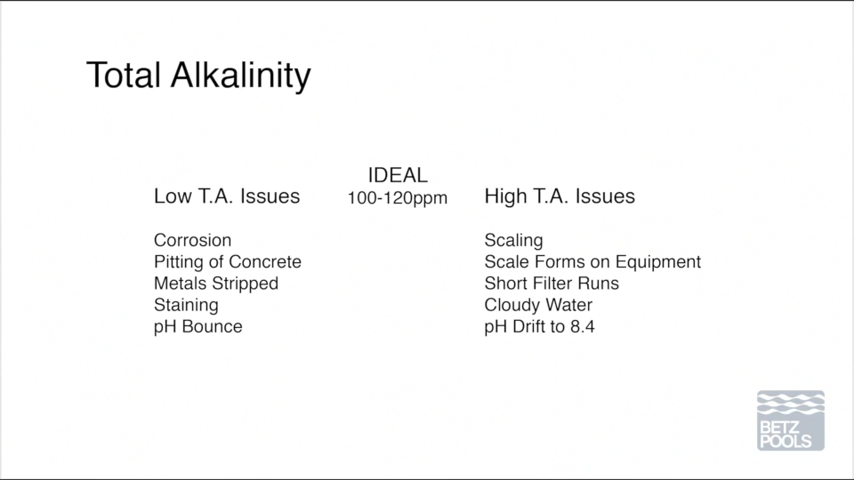 Total Alkalinity
IDEAL
Low T.A. Issues
100-120ppm
High T.A. Issues
Corrosion
Pitting of Concrete
Metals Stripped
Staining
pH Bounce
Scaling
Scale Forms on Equipment
Short Filter Runs
Cloudy Water
pH Drift to 8.4
BETZ
POOLS